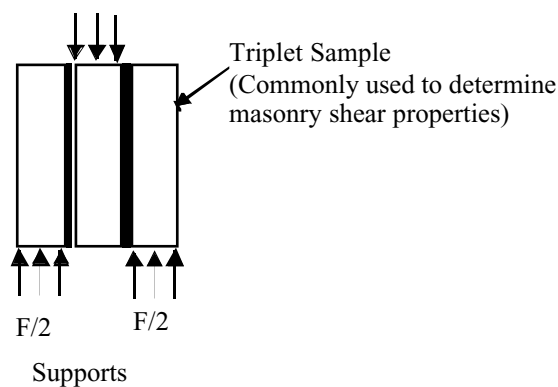 Triplet Sample
(Commonly used to determine
masonry shear properties)
F/2
F/2
Supports